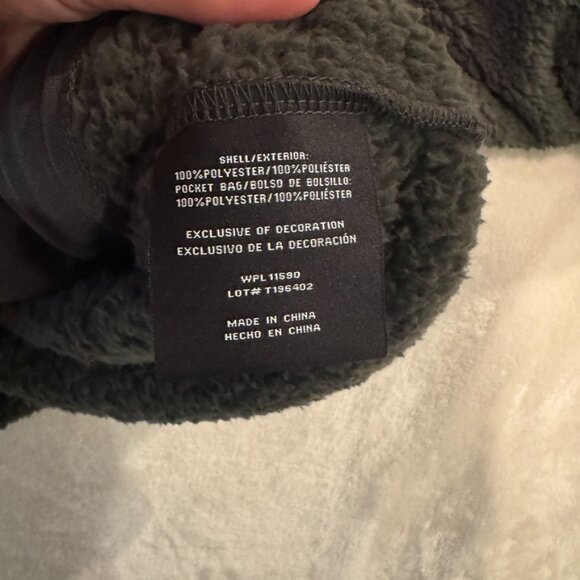 SHELL/EXTERIOR:
100%POLYESTER/100%POLIÉSTER
POCKET BAG/BOLSO DE BOLSILLO:
100%POLYESTER/100%POLIÉSTER
EXCLUSIVE OF DECORATION
EXCLUSIVO DE LA DECORACIÓN
WPL11590
LOT# T196402
MADE IN CHINA
HECHO EN CHINA